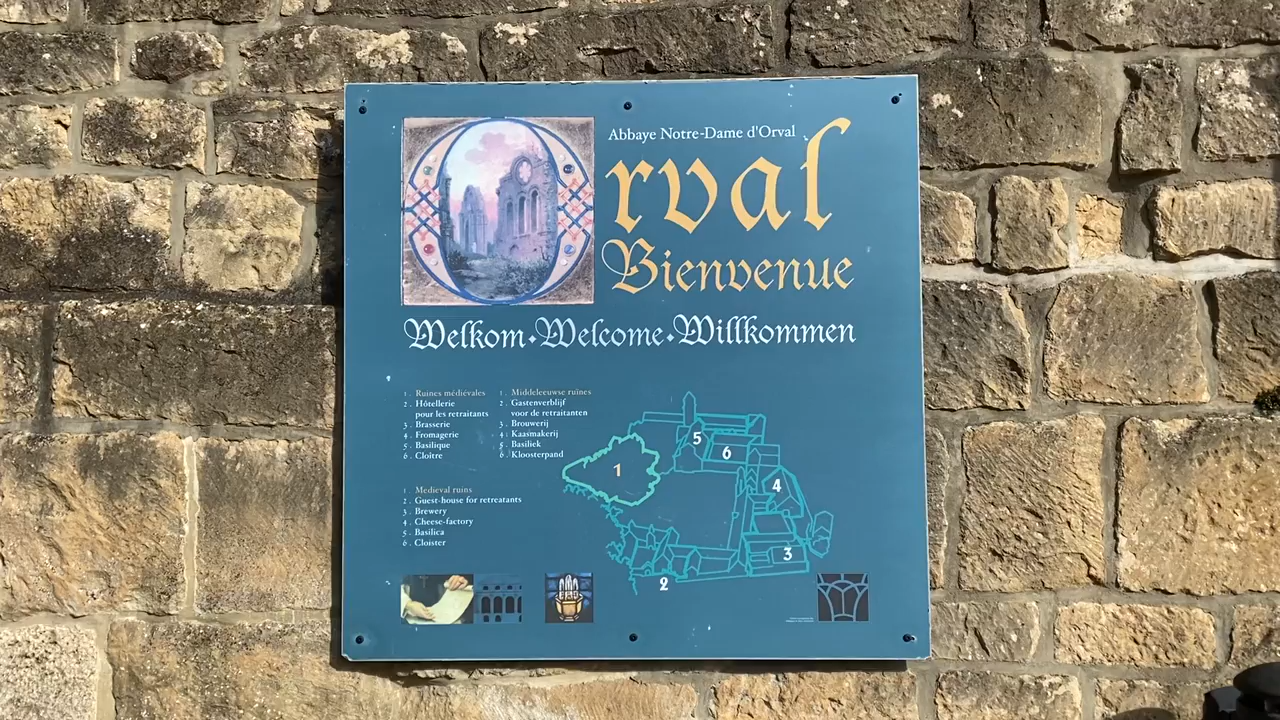 Abbaye Notre-Dame d'Orval
Orval
Bienvenue
Welkom · Welcome · Willkommen
1. Ruines médiévales
2. Hôtellerie
pour les retraitants
3. Brasserie
4. Fromagerie
5. Basilique
6. Cloître
1. Middeleeuwse ruïnes
2. Gastenverblijf
voor de retraitanten
3. Brouwerij
4. Kaasmakerij
5. Basiliek
6. Kloosterpand
1. Medieval ruins
2. Guest-house for retreatants
3. Brewery
4. Cheese-factory
5. Basilica
6. Cloister
5
6
1
4
3
2